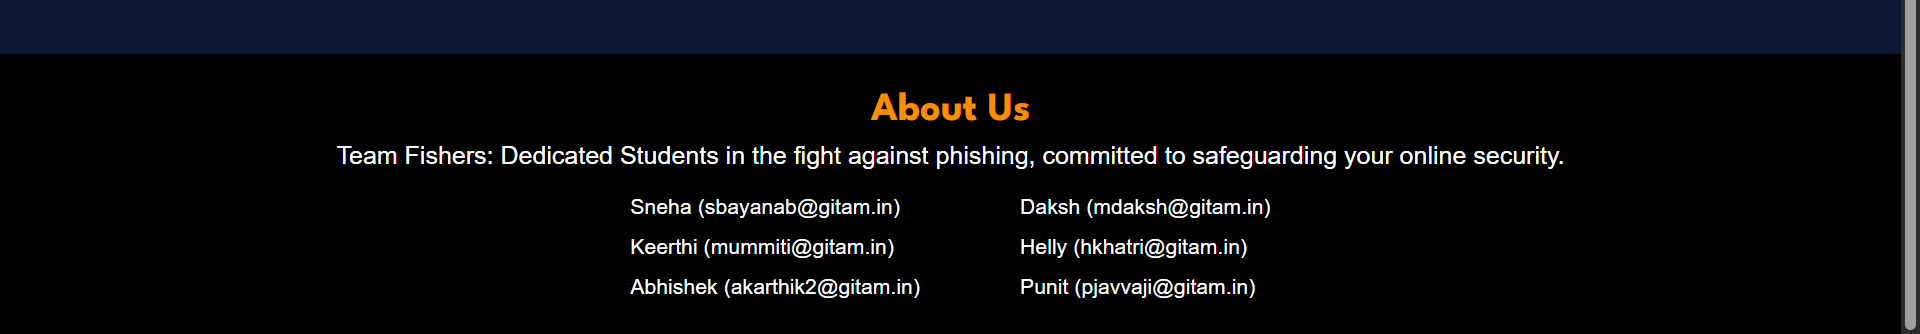 About Us
Team Fishers: Dedicated Students in the fight against phishing, committed to safeguarding your online security.
Sneha (sbayanab@gitam.in)
Daksh (mdaksh@gitam.in)
Keerthi (mummiti@gitam.in)
Helly (hkhatri@gitam.in)
Abhishek (akarthik2@gitam.in)
Punit (pjavvaji@gitam.in)